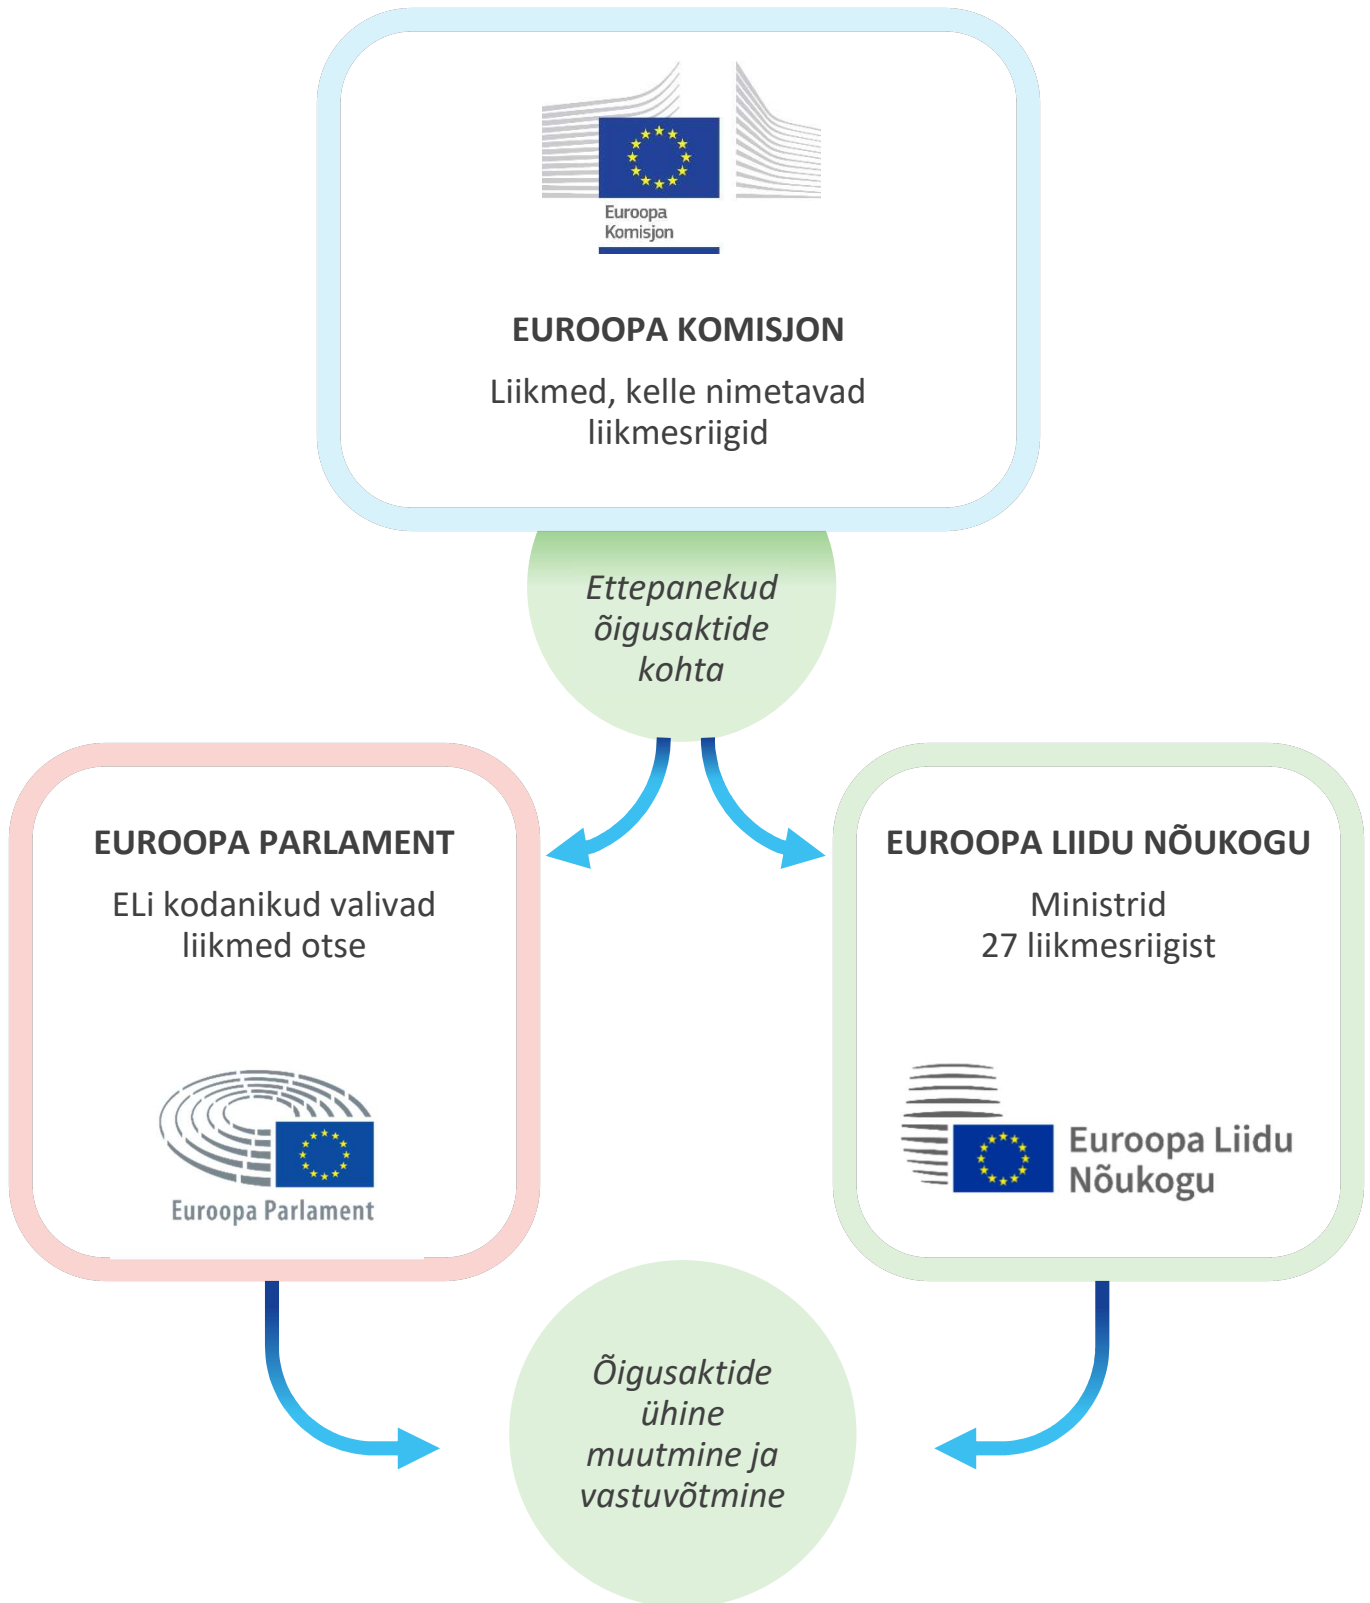 Euroopa
Komisjon
EUROOPA KOMISJON
Liikmed, kelle nimetavad
liikmesriigid
Ettepanekud
õigusaktide
kohta
EUROOPA PARLAMENT
ELi kodanikud valivad
liikmed otse
Euroopa Parlament
EUROOPA LIIDU NÕUKOGU
Ministrid
27 liikmesriigist
Euroopa Liidu
Nõukogu
Õigusaktide
ühine
muutmine ja
vastuvõtmine